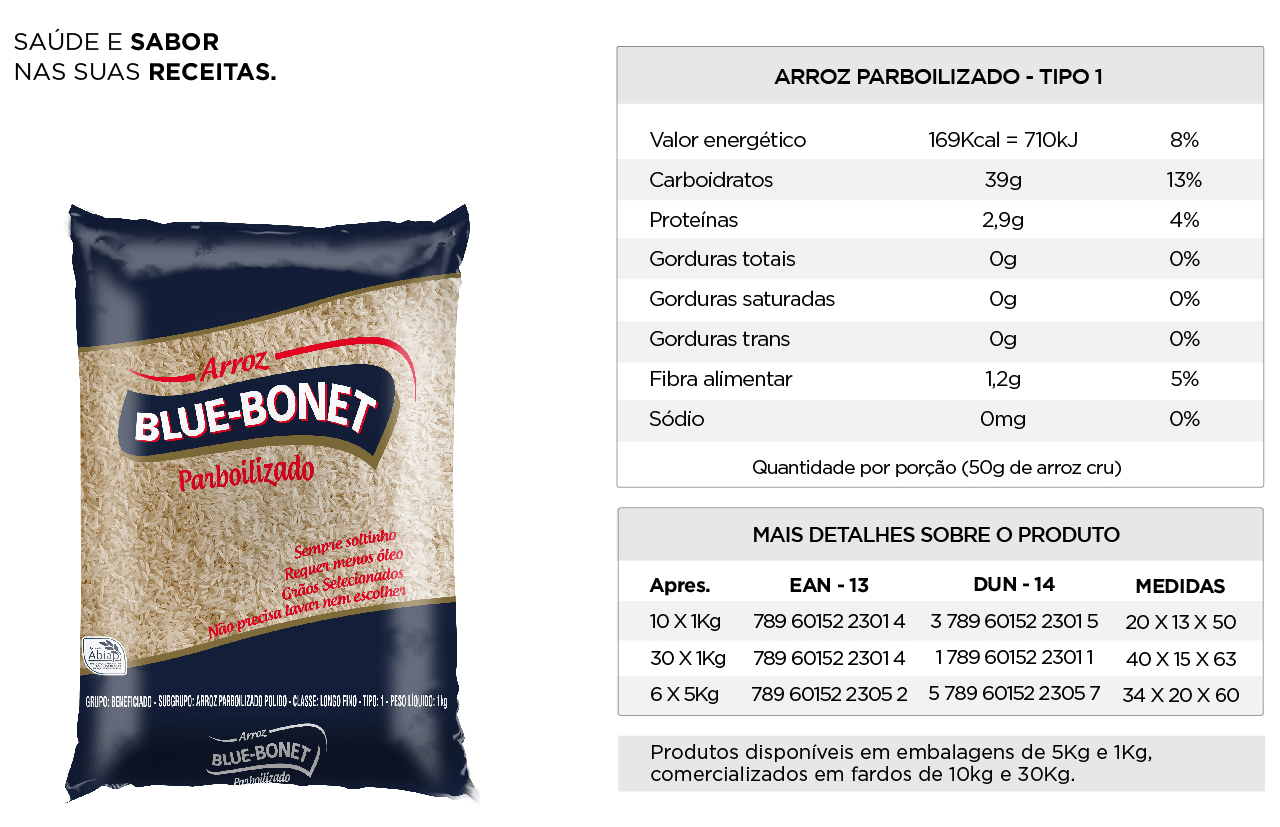 SAÚDE E SABOR
NAS SUAS RECEITAS.
Arroz
BLUE-BONET
Parboilizado
Sempre soltinho
Requer menos óleo
Grãos Selecionados
Não precisa lavar nem escolher
Abiap
GRUPO: BENEFICIADO - SUBGRUPO: ARROZ PARBOILIZADO POLIDO - CLASSE: LONGO FINO - TIPO: 1 - PESO LÍQUIDO: 1kg
Arroz
BLUE-BONET
Parboilizado
ARROZ PARBOILIZADO - TIPO 1
Valor energético 169Kcal = 710kJ 8%
Carboidratos 39g 13%
Proteínas 2,9g 4%
Gorduras totais 0g 0%
Gorduras saturadas 0g 0%
Gorduras trans 0g 0%
Fibra alimentar 1,2g 5%
Sódio 0mg 0%
Quantidade por porção (50g de arroz cru)
MAIS DETALHES SOBRE O PRODUTO
Apres. EAN - 13 DUN - 14 MEDIDAS
10 X 1Kg 789 60152 2301 4 3 789 60152 2301 5 20 X 13 X 50
30 X 1Kg 789 60152 2301 4 1 789 60152 2301 1 40 X 15 X 63
6 X 5Kg 789 60152 2305 2 5 789 60152 2305 7 34 X 20 X 60
Produtos disponíveis em embalagens de 5Kg e 1Kg,
comercializados em fardos de 10kg e 30Kg.